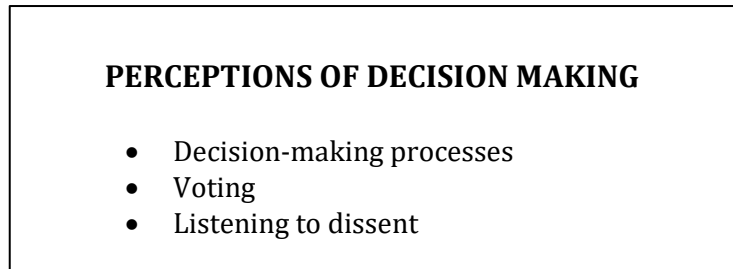 PERCEPTIONS OF DECISION MAKING
• Decision-making processes
• Voting
• Listening to dissent